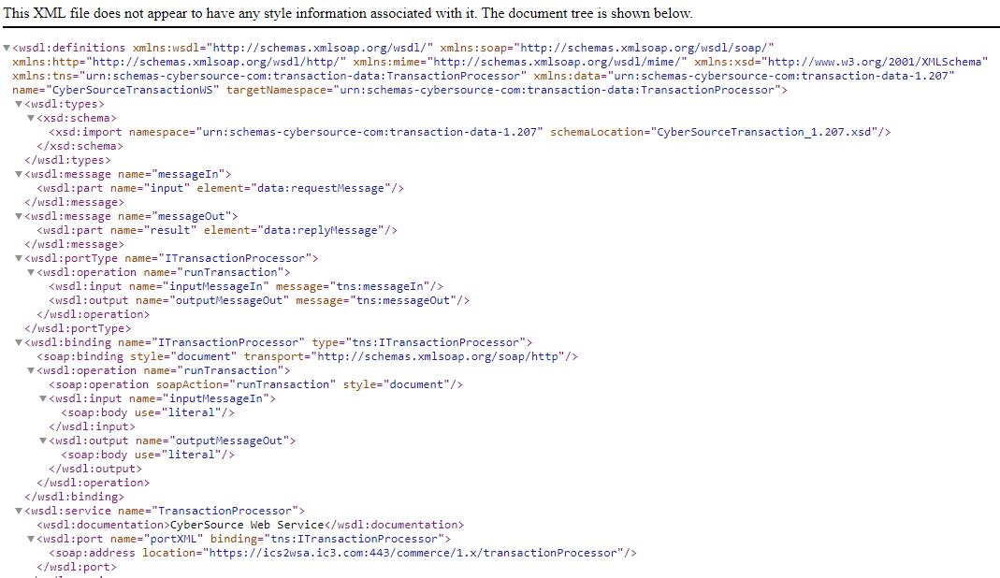 This XML file does not appear to have any style information associated with it. The document tree is shown below.
▼<wsdl:definitions xmlns:wsdl="http://schemas.xmlsoap.org/wsdl/" xmlns:soap="http://schemas.xmlsoap.org/wsdl/soap/"
xmlns:http="http://schemas.xmlsoap.org/wsdl/http/" xmlns:mime="http://schemas.xmlsoap.org/wsdl/mime/" xmlns:xsd="http://www.w3.org/2001/XMLSchema"
xmlns:tns="urn:schemas-cybersource-com:transaction-data:TransactionProcessor" xmlns:data="urn:schemas-cybersource-com:transaction-data-1.207"
name="CyberSourceTransactionWS" targetNamespace="urn:schemas-cybersource-com:transaction-data:TransactionProcessor">
▼<wsdl:types>
▼<xsd:schema>
<xsd:import namespace="urn:schemas-cybersource-com:transaction-data-1.207" schemaLocation="CyberSourceTransaction_1.207.xsd"/>
</xsd:schema>
</wsdl:types>
▼<wsdl:message name="messageIn">
<wsdl:part name="input" element="data:requestMessage"/>
</wsdl:message>
▼<wsdl:message name="messageOut">
<wsdl:part name="result" element="data:replyMessage"/>
</wsdl:message>
▼<wsdl:portType name="ITransactionProcessor">
▼<wsdl:operation name="runTransaction">
<wsdl:input name="inputMessageIn" message="tns:messageIn"/>
<wsdl:output name="outputMessageOut" message="tns:messageOut"/>
</wsdl:operation>
</wsdl:portType>
▼<wsdl:binding name="ITransactionProcessor" type="tns:ITransactionProcessor">
<soap:binding style="document" transport="http://schemas.xmlsoap.org/soap/http"/>
▼<wsdl:operation name="runTransaction">
<soap:operation soapAction="runTransaction" style="document"/>
▼<wsdl:input name="inputMessageIn">
<soap:body use="literal"/>
</wsdl:input>
▼<wsdl:output name="outputMessageOut">
<soap:body use="literal"/>
</wsdl:output>
</wsdl:operation>
</wsdl:binding>
▼<wsdl:service name="TransactionProcessor">
<wsdl:documentation>CyberSource Web Service</wsdl:documentation>
▼<wsdl:port name="portXML" binding="tns:ITransactionProcessor">
<soap:address location="https://ics2wsa.ic3.com:443/commerce/1.x/transactionProcessor"/>
</wsdl:port>